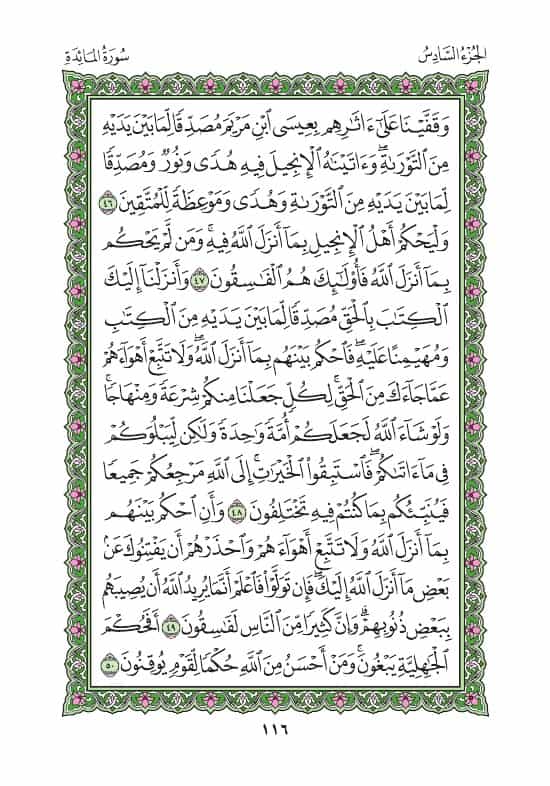 الجُزْءُ السَّادِسُ سُورَةُ المَائِدَةِ
وَقَفَّيْنَا عَلَىٰٓ ءَاثَٰرِهِم بِعِيسَى ٱبْنِ مَرْيَمَ مُصَدِّقٗا لِّمَا بَيْنَ يَدَيْهِ
مِنَ ٱلتَّوْرَىٰةِۖ وَءَاتَيْنَٰهُ ٱلْإِنجِيلَ فِيهِ هُدٗى وَنُورٞ وَمُصَدِّقٗا
لِّمَا بَيْنَ يَدَيْهِ مِنَ ٱلتَّوْرَىٰةِ وَهُدٗى وَمَوْعِظَةٗ لِّلْمُتَّقِينَ ٤٦
وَلْيَحْكُمْ أَهْلُ ٱلْإِنجِيلِ بِمَآ أَنزَلَ ٱللَّهُ فِيهِۚ وَمَن لَّمْ يَحْكُم
بِمَآ أَنزَلَ ٱللَّهُ فَأُوْلَٰٓئِكَ هُمُ ٱلْفَٰسِقُونَ ٤٧ وَأَنزَلْنَآ إِلَيْكَ
ٱلْكِتَٰبَ بِٱلْحَقِّ مُصَدِّقٗا لِّمَا بَيْنَ يَدَيْهِ مِنَ ٱلْكِتَٰبِ
وَمُهَيْمِنًا عَلَيْهِۖ فَٱحْكُم بَيْنَهُم بِمَآ أَنزَلَ ٱللَّهُۖ وَلَا تَتَّبِعْ أَهْوَآءَهُمْ
عَمَّا جَآءَكَ مِنَ ٱلْحَقِّۚ لِكُلّٖ جَعَلْنَا مِنكُمْ شِرْعَةٗ وَمِنْهَاجٗاۚ
وَلَوْ شَآءَ ٱللَّهُ لَجَعَلَكُمْ أُمَّةٗ وَٰحِدَةٗ وَلَٰكِن لِّيَبْلُوَكُمْ
فِي مَآ ءَاتَىٰكُمْۖ فَٱسْتَبِقُواْ ٱلْخَيْرَٰتِۚ إِلَى ٱللَّهِ مَرْجِعُكُمْ جَمِيعٗا
فَيُنَبِّئُكُم بِمَا كُنتُمْ فِيهِ تَخْتَلِفُونَ ٤٨ وَأَنِ ٱحْكُم بَيْنَهُم
بِمَآ أَنزَلَ ٱللَّهُ وَلَا تَتَّبِعْ أَهْوَآءَهُمْ وَٱحْذَرْهُمْ أَن يَفْتِنُوكَ عَنۢ
بَعْضِ مَآ أَنزَلَ ٱللَّهُ إِلَيْكَۖ فَإِن تَوَلَّوْاْ فَٱعْلَمْ أَنَّمَا يُرِيدُ ٱللَّهُ أَن يُصِيبَهُم
بِبَعْضِ ذُنُوبِهِمْۗ وَإِنَّ كَثِيرٗا مِّنَ ٱلنَّاسِ لَفَٰسِقُونَ ٤٩ أَفَحُكْمَ
ٱلْجَٰهِلِيَّةِ يَبْغُونَۚ وَمَنْ أَحْسَنُ مِنَ ٱللَّهِ حُكْمٗا لِّقَوْمٖ يُوقِنُونَ ٥٠
١١٦